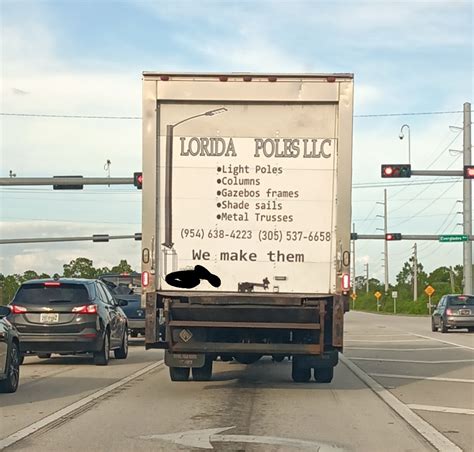 LORIDA POLES LLC
•Light Poles
•Columns
•Gazebos frames
•Shade sails
•Metal Trusses
(954) 638-4223 (305) 537-6658
We make them
Everglades